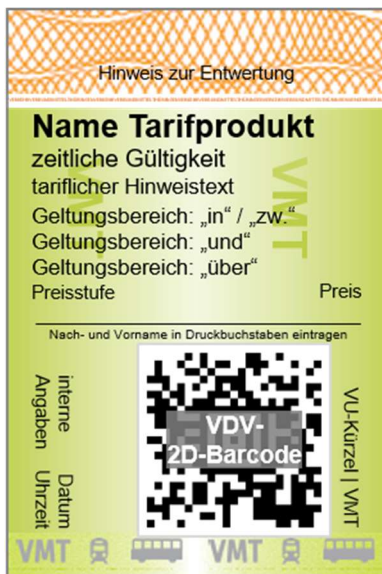 Hinweis zur Entwertung
Name Tarifprodukt
zeitliche Gültigkeit
tariflicher Hinweistext
Geltungsbereich: „in“ / „zw.“
Geltungsbereich: „und“
Geltungsbereich: „über“
Preisstufe Preis
Nach- und Vorname in Druckbuchstaben eintragen
interne
Angaben
Datum
Uhrzeit
VDV-
2D-Barcode
VU-Kürzel | VMT
VMT
VMT
VMT VMT